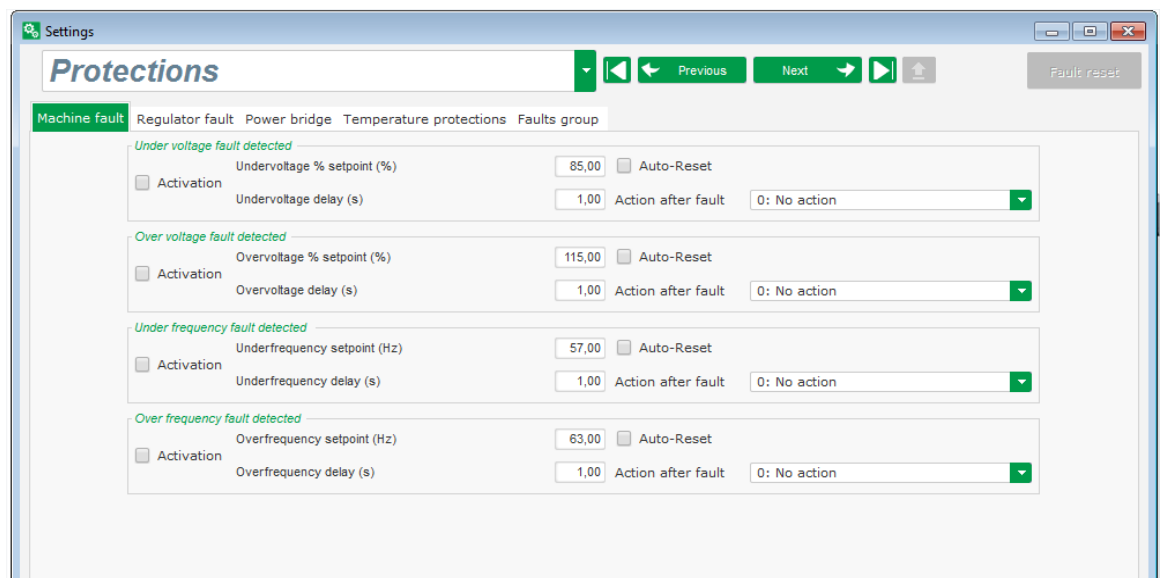 Settings
Protections
Previous
Next
Fault reset
Machine fault Regulator fault Power bridge Temperature protections Faults group
Under voltage fault detected
Undervoltage % setpoint (%) 85,00 Auto-Reset
Activation
Undervoltage delay (s) 1,00 Action after fault 0: No action
Over voltage fault detected
Overvoltage % setpoint (%) 115,00 Auto-Reset
Activation
Overvoltage delay (s) 1,00 Action after fault 0: No action
Under frequency fault detected
Underfrequency setpoint (Hz) 57,00 Auto-Reset
Activation
Underfrequency delay (s) 1,00 Action after fault 0: No action
Over frequency fault detected
Overfrequency setpoint (Hz) 63,00 Auto-Reset
Activation
Overfrequency delay (s) 1,00 Action after fault 0: No action